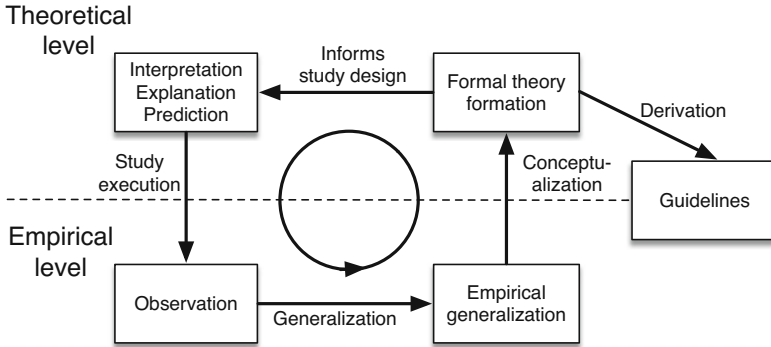 Theoretical
level
Informs
study design
Interpretation
Explanation
Prediction
Formal theory
formation
Derivation
Study
execution
Conceptu-
alization
Guidelines
Empirical
level
Observation
Generalization
Empirical
generalization